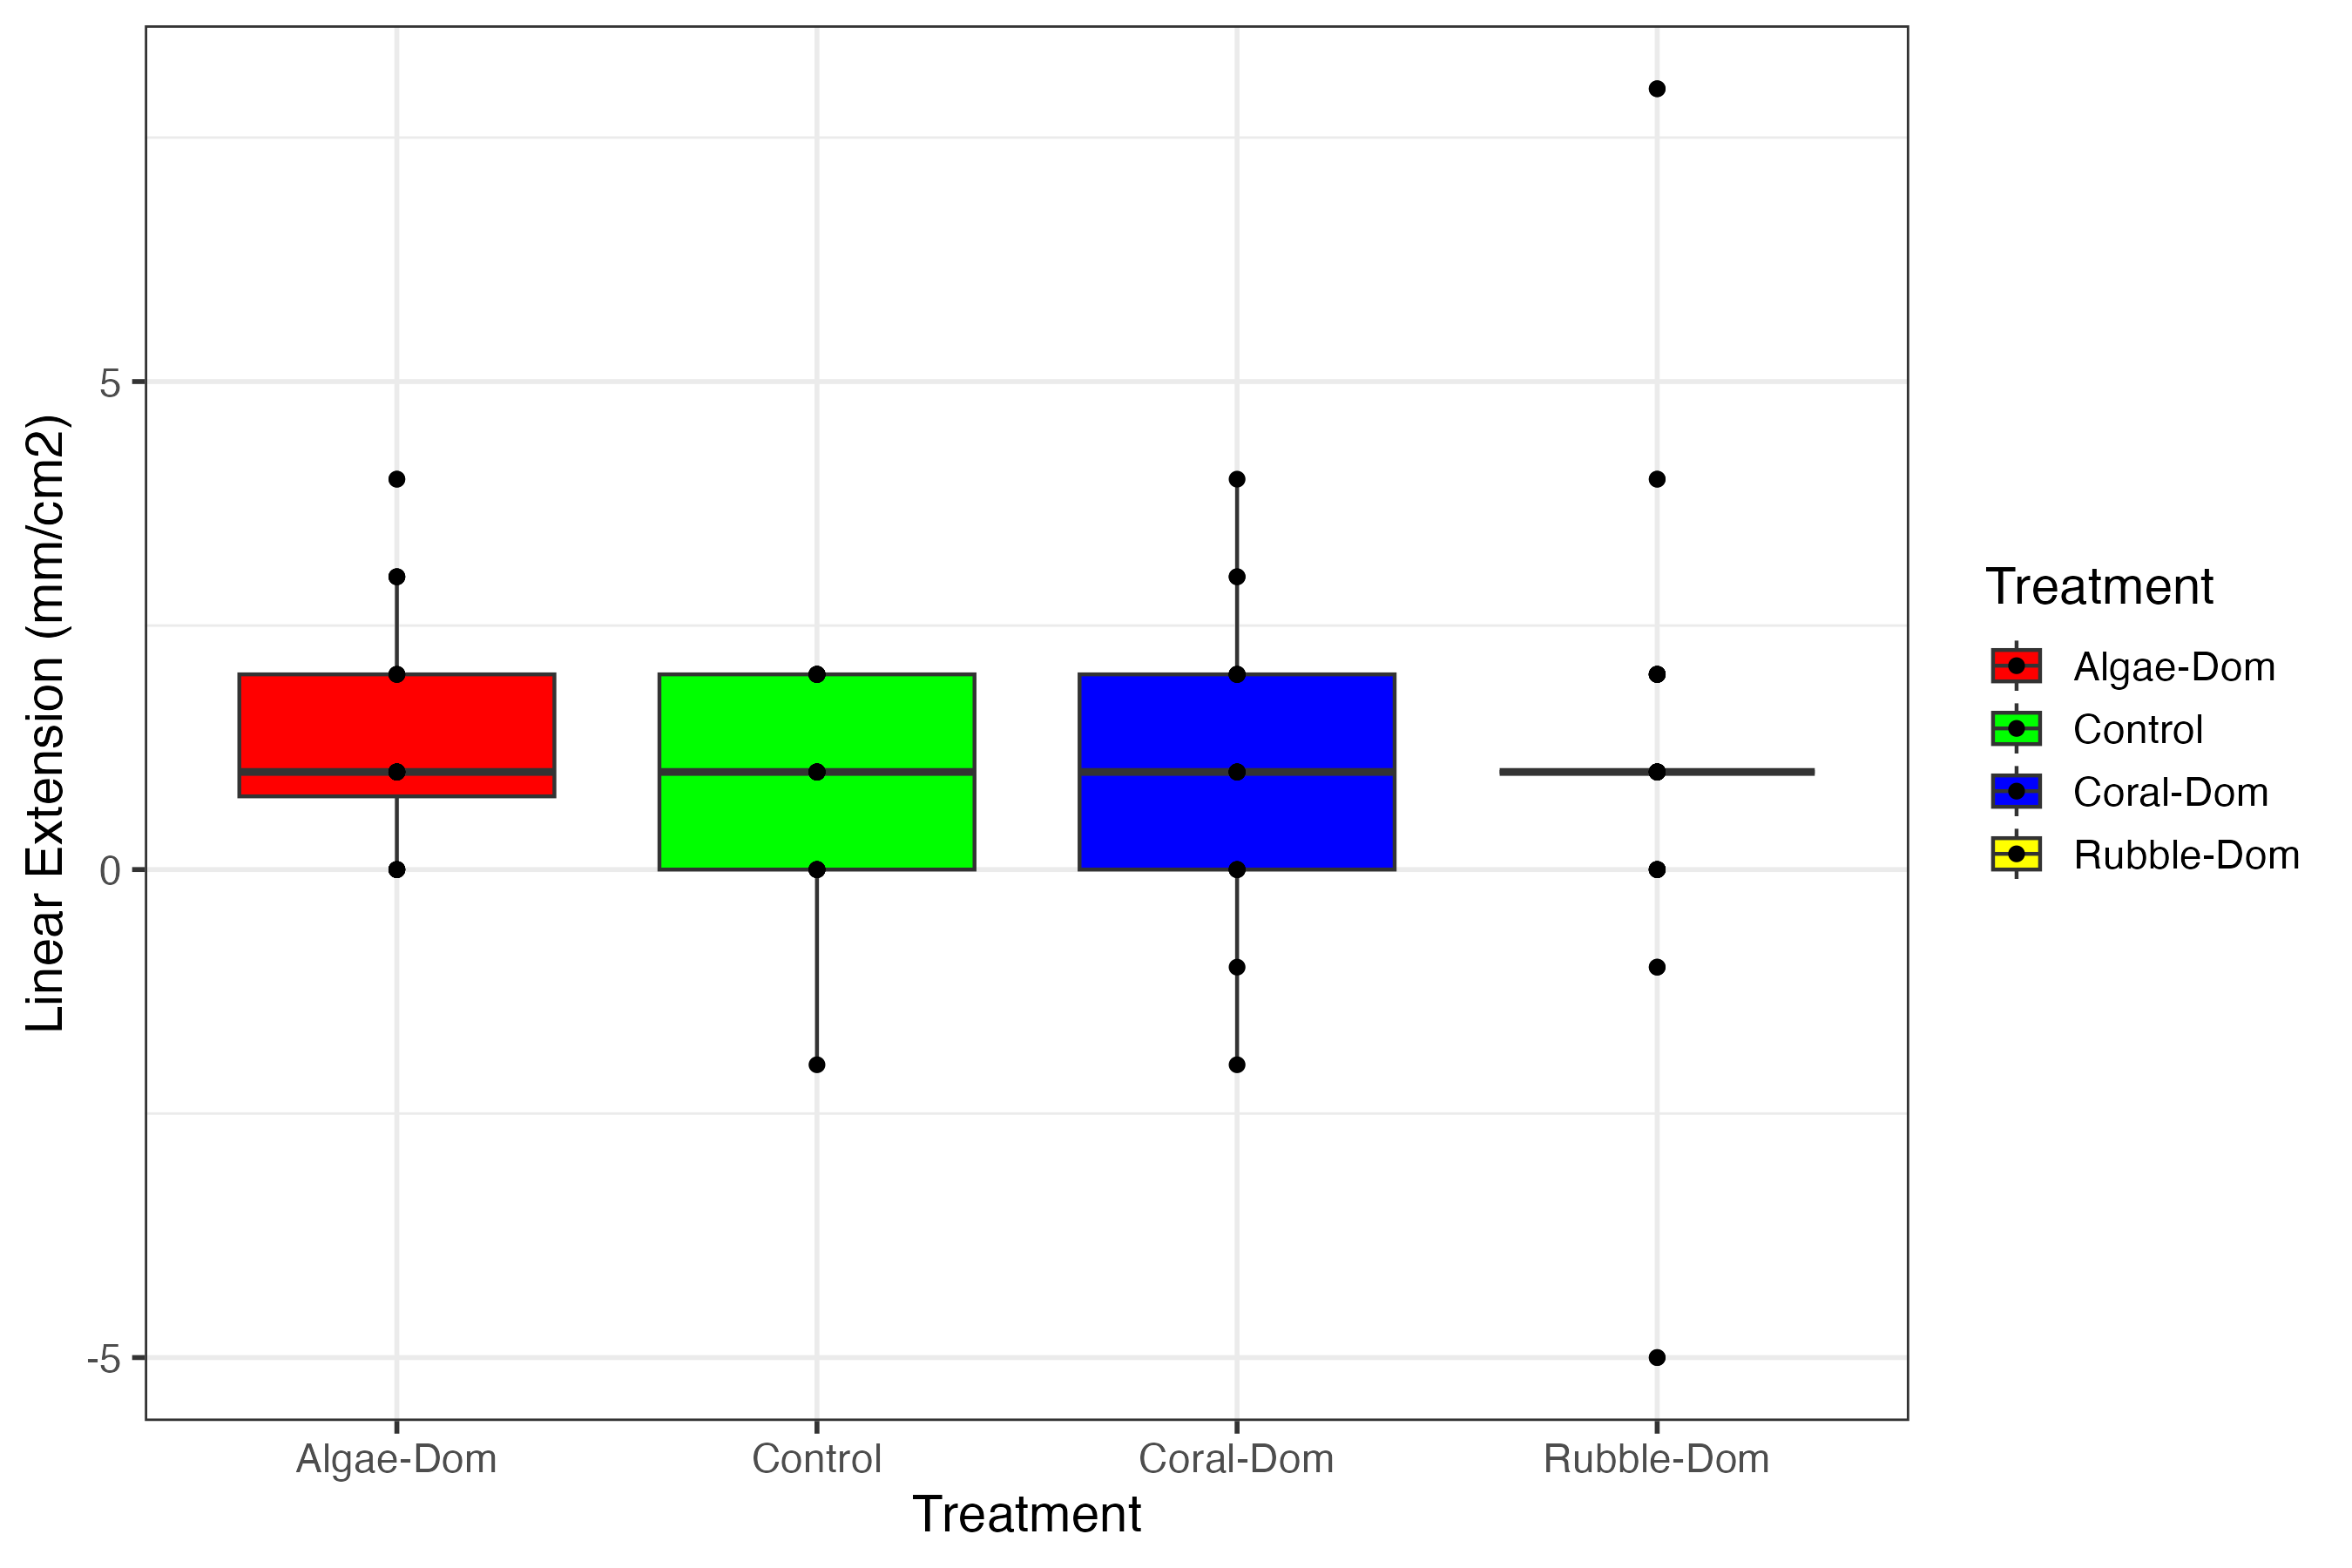 Linear Extension (mm/cm2)
5
0
-5
Algae-Dom
Control
Coral-Dom
Rubble-Dom
Treatment
Treatment
Algae-Dom
Control
Coral-Dom
Rubble-Dom